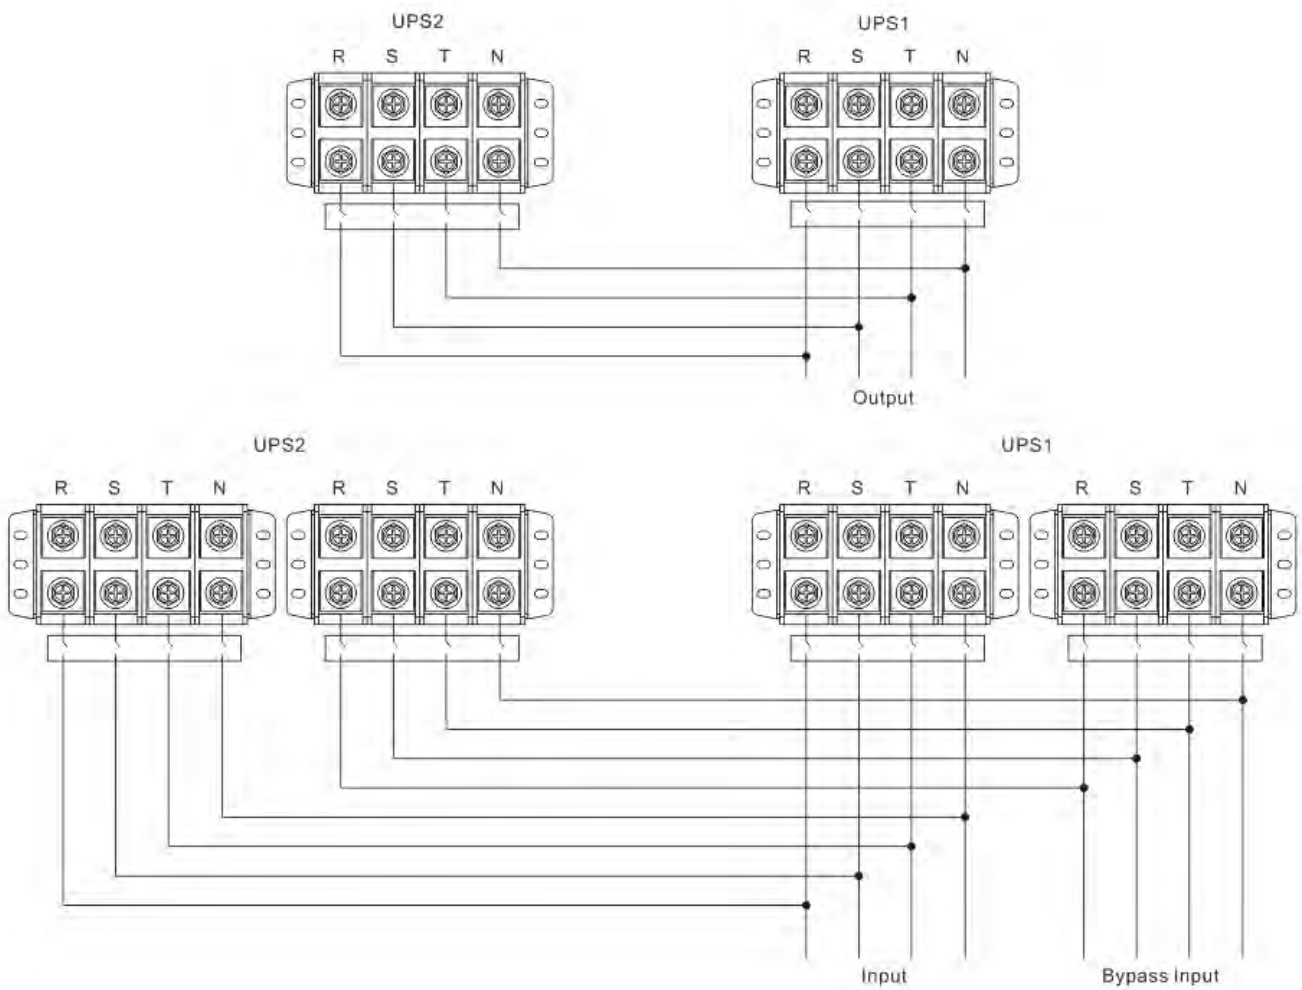 UPS2 UPS1
R S T N R S T N
Output
UPS2 UPS1
R S T N R S T N R S T N R S T N
Input Bypass Input